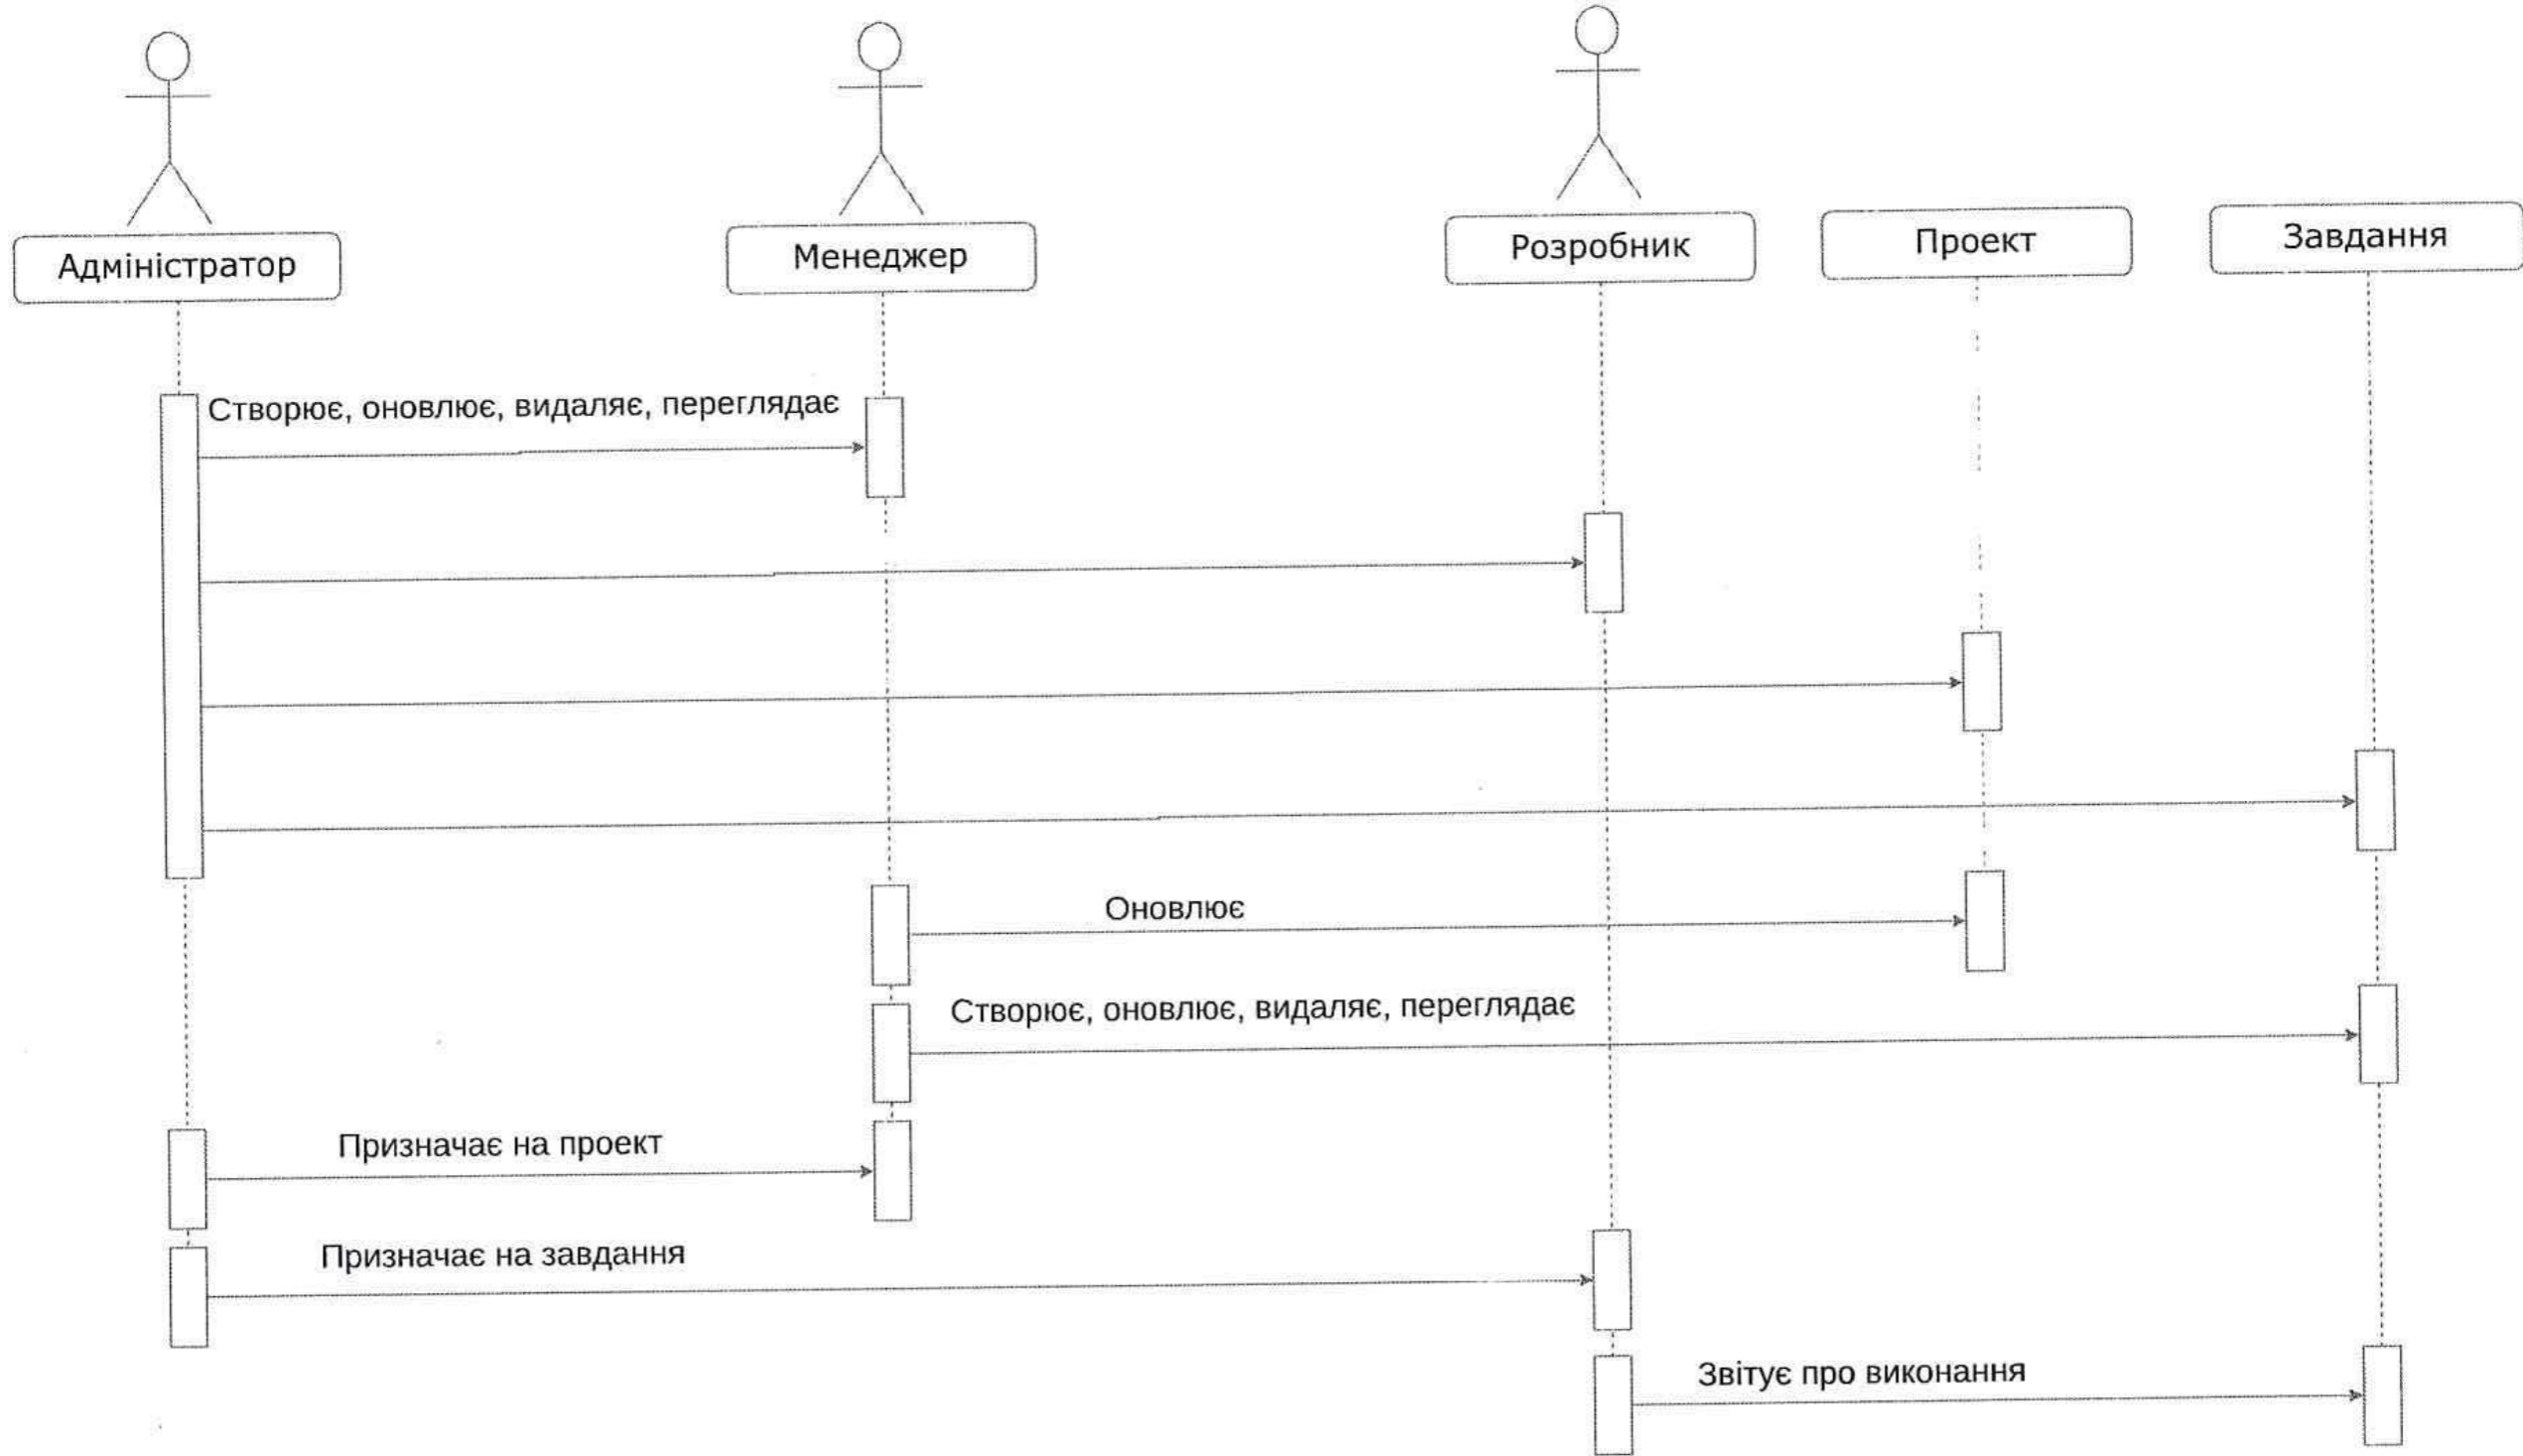 Адміністратор
Менеджер
Розробник
Проект
Завдання
Створює, оновлює, видаляє, переглядає
Оновлює
Створює, оновлює, видаляє, переглядає
Призначає на проект
Призначає на завдання
Звітує про виконання